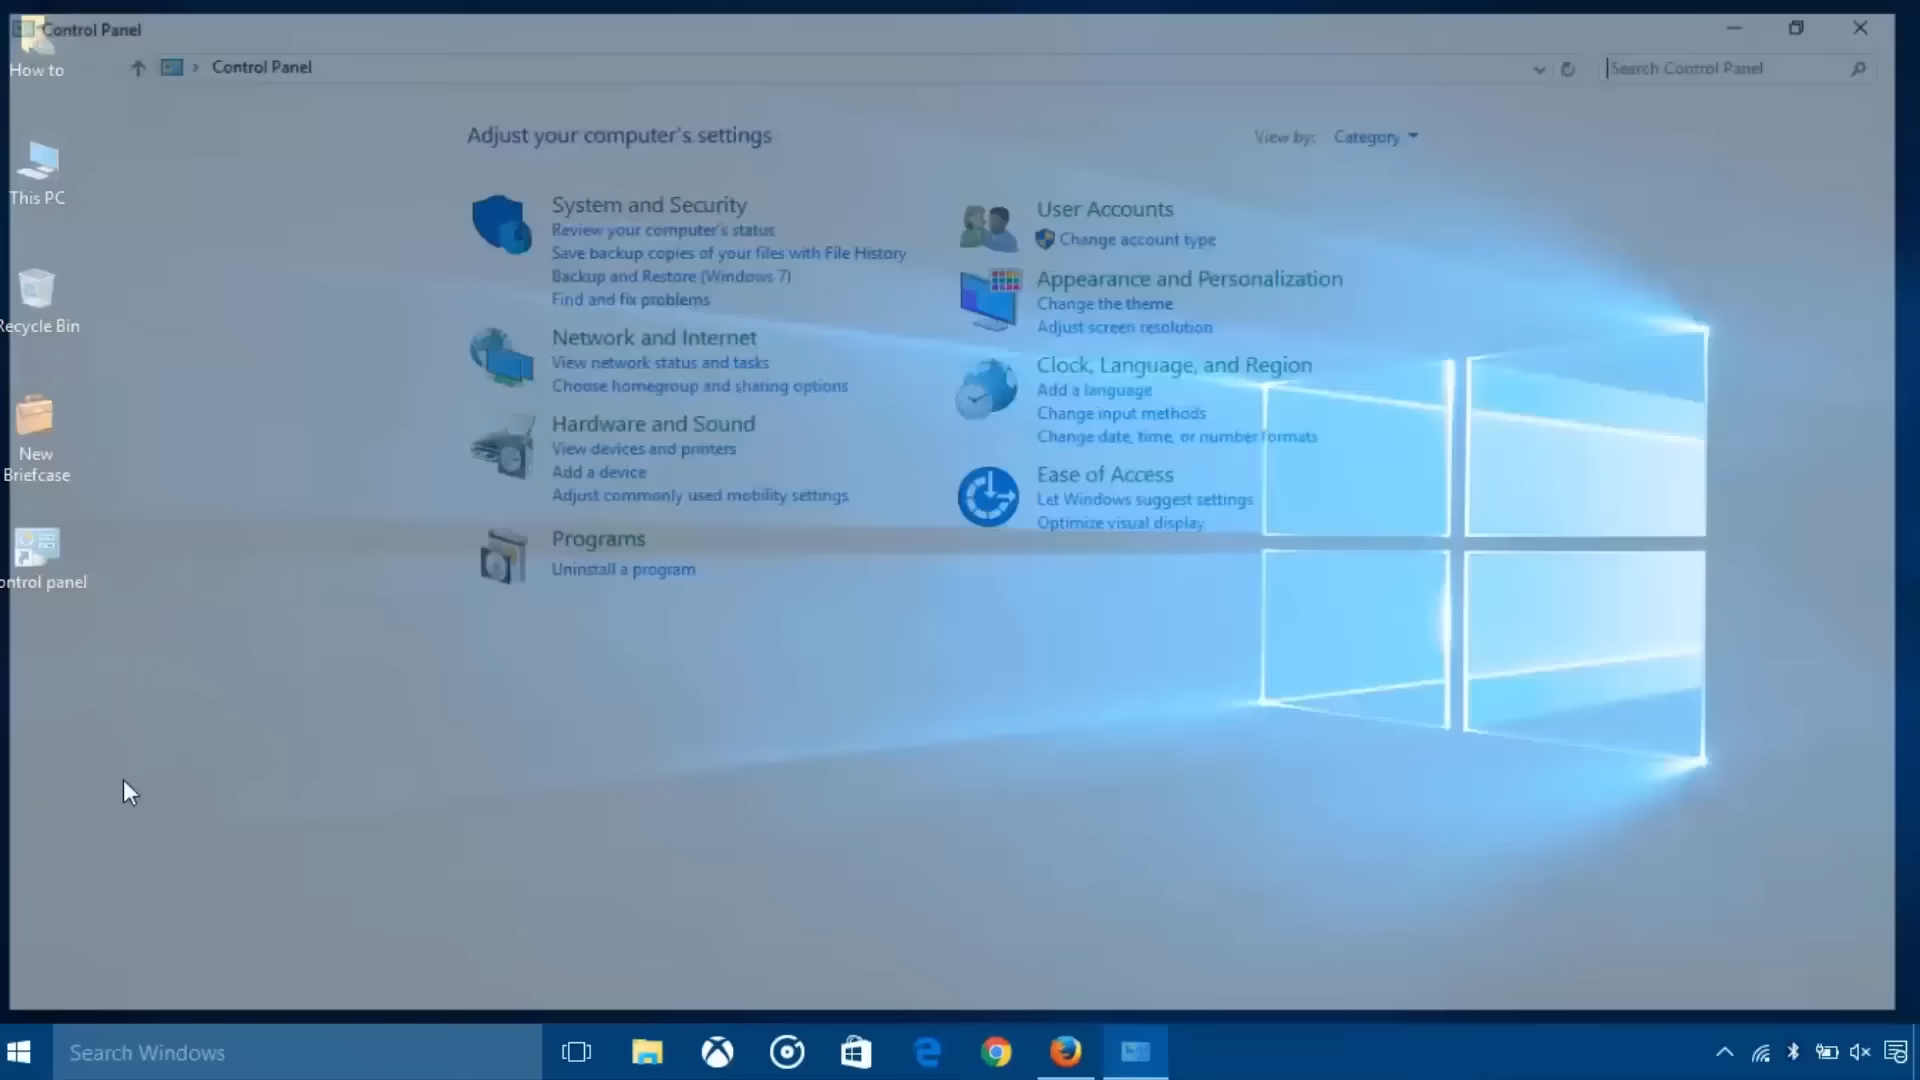 Control Panel
Control Panel
Search Control Panel
How to
This PC
Recycle Bin
New
Briefcase
ontrol panel
Adjust your computer's settings
View by: Category
System and Security
Review your computer's status
Save backup copies of your files with File History
Backup and Restore (Windows 7)
Find and fix problems
Network and Internet
View network status and tasks
Choose homegroup and sharing options
Hardware and Sound
View devices and printers
Add a device
Adjust commonly used mobility settings
Programs
Uninstall a program
User Accounts
Change account type
Appearance and Personalization
Change the theme
Adjust screen resolution
Clock, Language, and Region
Add a language
Change input methods
Change date, time, or number formats
Ease of Access
Let Windows suggest settings
Optimize visual display
Search Windows